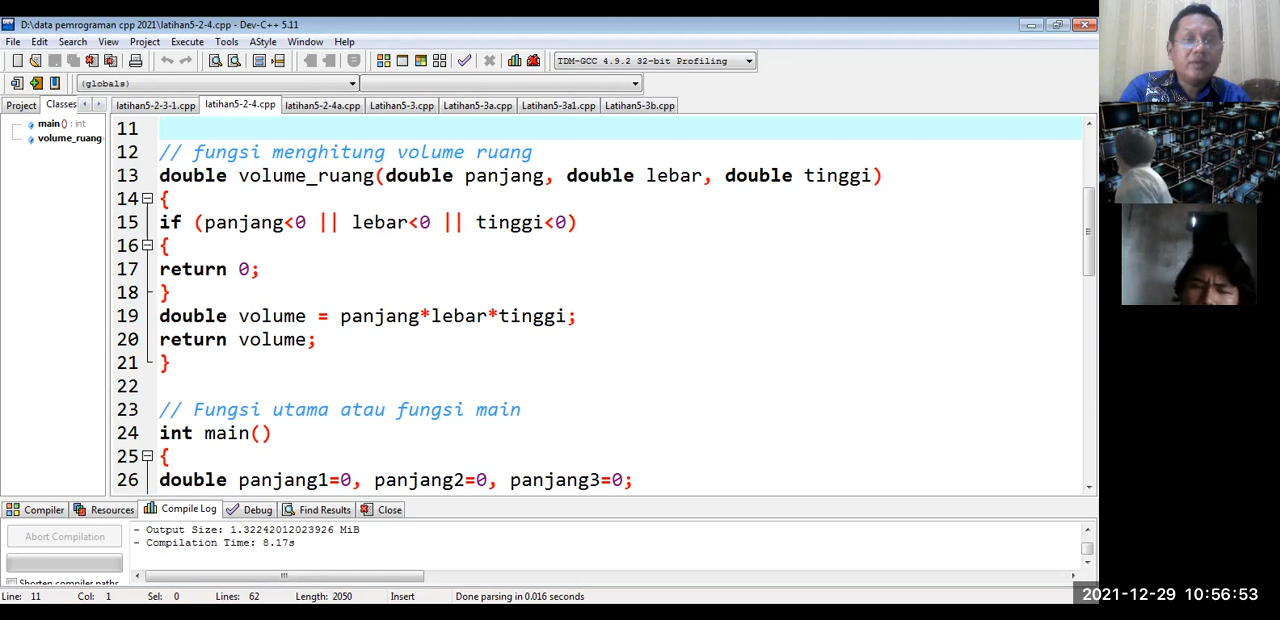 D:\data pemrograman cpp 2021\latihan5-2-4.cpp - Dev-C++ 5.11
File Edit Search View Project Execute Tools AStyle Window Help
TDM-GCC 4.9.2 32-bit Profiling
(globals)
Project Classes latihan5-2-3-1.cpp latihan5-2-4.cpp latihan5-2-4a.cpp Latihan5-3.cpp Latihan5-3a.cpp Latihan5-3a1.cpp Latihan5-3b.cpp
main() : int
volume_ruang
11
12 // fungsi menghitung volume ruang
13 double volume_ruang(double panjang, double lebar, double tinggi)
14 {
15 if (panjang<0 || lebar<0 || tinggi<0)
16 {
17 return 0;
18 }
19 double volume = panjang*lebar*tinggi;
20 return volume;
21 }
22
23 // Fungsi utama atau fungsi main
24 int main()
25 {
26 double panjang1=0, panjang2=0, panjang3=0;
Compiler Resources Compile Log Debug Find Results Close
Abort Compilation
Shorten compiler paths
- Output Size: 1.32242012023926 MiB
- Compilation Time: 8.17s
Line: 11 Col: 1 Sel: 0 Lines: 62 Length: 2050 Insert Done parsing in 0.016 seconds
2021-12-29 10:56:53